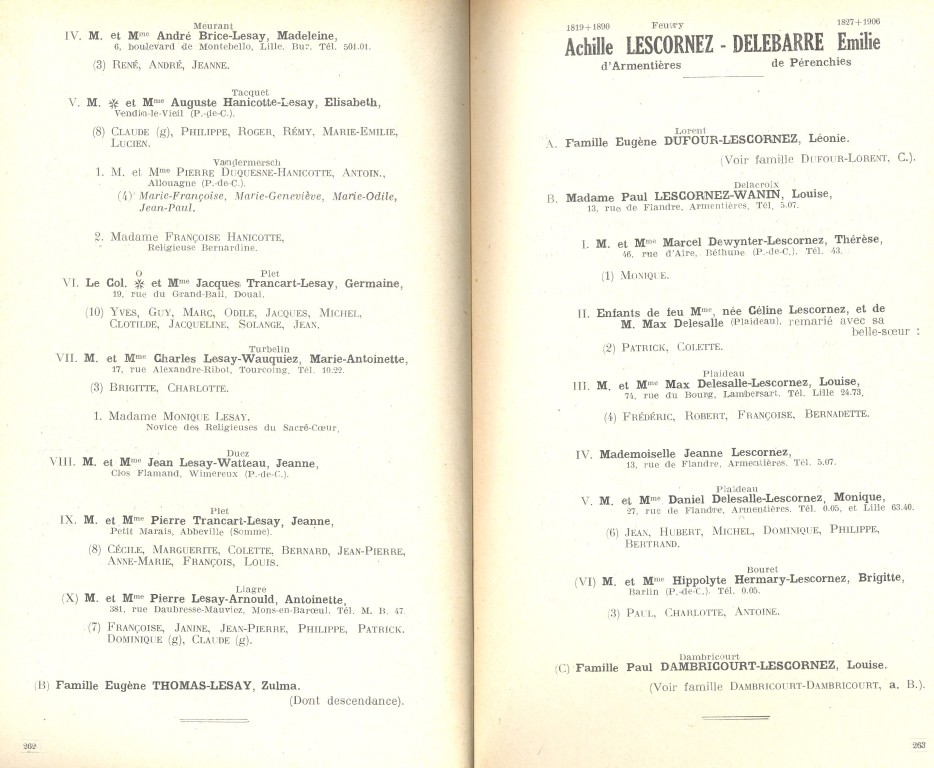 Meurant
IV. M. et Mme André Brice-Lesay, Madeleine,
6, boulevard de Montebello, Lille. Bur. Tél. 501.01.
(3) RENÉ, ANDRÉ, JEANNE.
Tacquet
V. M. ✻ et Mme Auguste Hanicotte-Lesay, Elisabeth,
Vendin-le-Vieil (P.-de-C.).
(8) CLAUDE (g), PHILIPPE, ROGER, RÉMY, MARIE-EMILIE,
LUCIEN.
Vandermersch
1. M. et Mme PIERRE DUQUESNE-HANICOTTE, ANTOIN.,
Allouagne (P.-de-C.).
(4) Marie-Françoise, Marie-Geneviève, Marie-Odile,
Jean-Paul.
2. Madame FRANÇOISE HANICOTTE,
Religieuse Bernardine.
O Plet
VI. Le Col. ✻ et Mme Jacques Trancart-Lesay, Germaine,
19, rue du Grand-Bail, Douai.
(10) YVES, GUY, MARC, ODILE, JACQUES, MICHEL,
CLOTILDE, JACQUELINE, SOLANGE, JEAN.
Turbelin
VII. M. et Mme Charles Lesay-Wauquiez, Marie-Antoinette,
17, rue Alexandre-Ribot, Tourcoing. Tél. 10.22.
(3) BRIGITTE, CHARLOTTE.
1. Madame MONIQUE LESAY.
Novice des Religieuses du Sacré-Cœur.
Duez
VIII. M. et Mme Jean Lesay-Watteau, Jeanne,
Clos Flamand, Wimereux (P.-de-C.).
Plet
IX. M. et Mme Pierre Trancart-Lesay, Jeanne,
Petit Marais, Abbeville (Somme).
(8) CÉCILE, MARGUERITE, COLETTE, BERNARD, JEAN-PIERRE,
ANNE-MARIE, FRANÇOIS, LOUIS.
Liagre
(X) M. et Mme Pierre Lesay-Arnould, Antoinette,
381, rue Daubresse-Mauviez, Mons-en-Barœul. Tél. M. B. 47.
(7) FRANÇOISE, JANINE, JEAN-PIERRE, PHILIPPE, PATRICK.
DOMINIQUE (g), CLAUDE (g).
(B) Famille Eugène THOMAS-LESAY, Zulma.
(Dont descendance).
262
1819+1890 Feutry 1827+1906
Achille LESCORNEZ - DELEBARRE Emilie
d'Armentières de Pérenchies
Lorent
A. Famille Eugène DUFOUR-LESCORNEZ, Léonie.
(Voir famille DUFOUR-LORENT, C.).
Delacroix
B. Madame Paul LESCORNEZ-WANIN, Louise,
13, rue de Flandre, Armentières. Tél. 5.07.
I. M. et Mme Marcel Dewynter-Lescornez, Thérèse,
46, rue d'Aire, Béthune (P.-de-C.). Tél. 43.
(1) MONIQUE.
II. Enfants de feu Mme, née Céline Lescornez, et de
M. Max Delesalle (Plaideau), remarié avec sa
belle-sœur :
(2) PATRICK, COLETTE.
Plaideau
III. M. et Mme Max Delesalle-Lescornez, Louise,
74, rue du Bourg, Lambersart. Tél. Lille 24.73.
(4) FRÉDÉRIC, ROBERT, FRANÇOISE, BERNADETTE.
IV. Mademoiselle Jeanne Lescornez,
13, rue de Flandre, Armentières. Tél. 5.07.
Plaideau
V. M. et Mme Daniel Delesalle-Lescornez, Monique,
27, rue de Flandre, Armentières. Tél. 0.05, et Lille 63.40.
(6) JEAN, HUBERT, MICHEL, DOMINIQUE, PHILIPPE,
BERTRAND.
Bouret
(VI) M. et Mme Hippolyte Hermary-Lescornez, Brigitte,
Barlin (P.-de-C.). Tél. 0.05.
(3) PAUL, CHARLOTTE, ANTOINE.
Dambricourt
(C) Famille Paul DAMBRICOURT-LESCORNEZ, Louise.
(Voir famille DAMBRICOURT-DAMBRICOURT, a. B.).
263